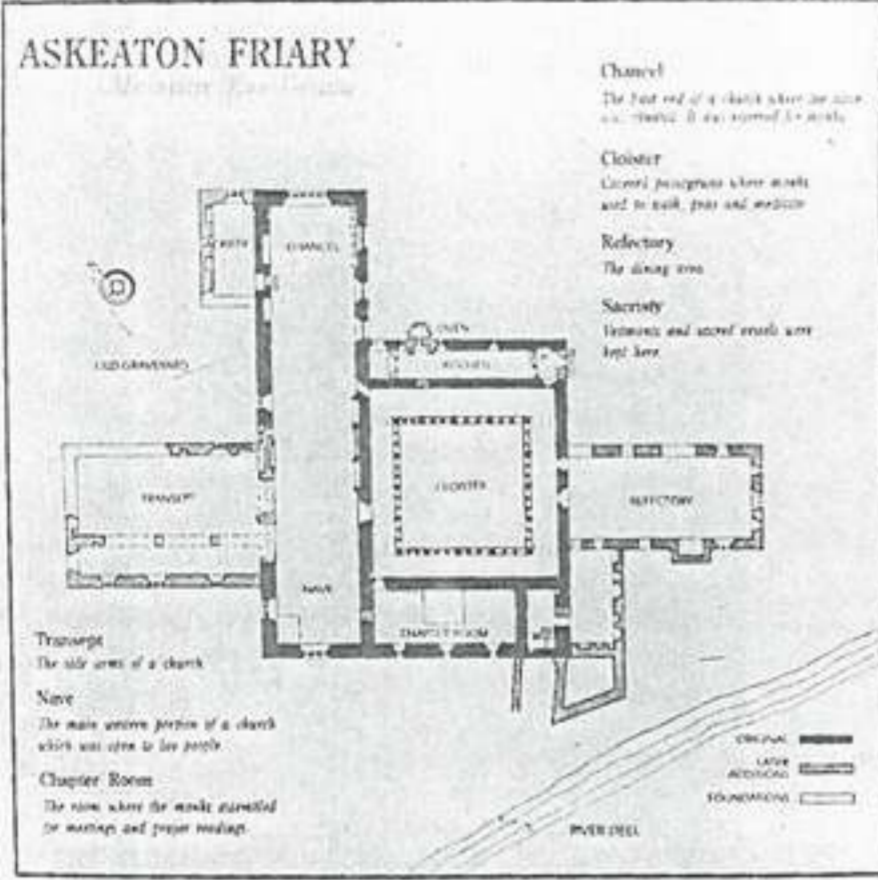 ASKEATON FRIARY
Chancel
The East end of a church where the
was situated. It was reserved for monks.
Cloister
Covered passageway where monks
used to walk, pray and meditate
Refectory
The dining area
Sacristy
Vestments and sacred vessels were
kept here.
CHANCEL
OVEN
KITCHEN
OLD GRAVEYARD
CLOISTER
TRANSEPT
REFECTORY
NAVE
CHAPTER ROOM
Transept
The side arms of a church
Nave
The main western portion of a church
which was open to lay people.
Chapter Room
The room where the monks assembled
for meetings and prayer readings.
ORIGINAL
LATER
ADDITIONS
FOUNDATIONS
RIVER DEEL